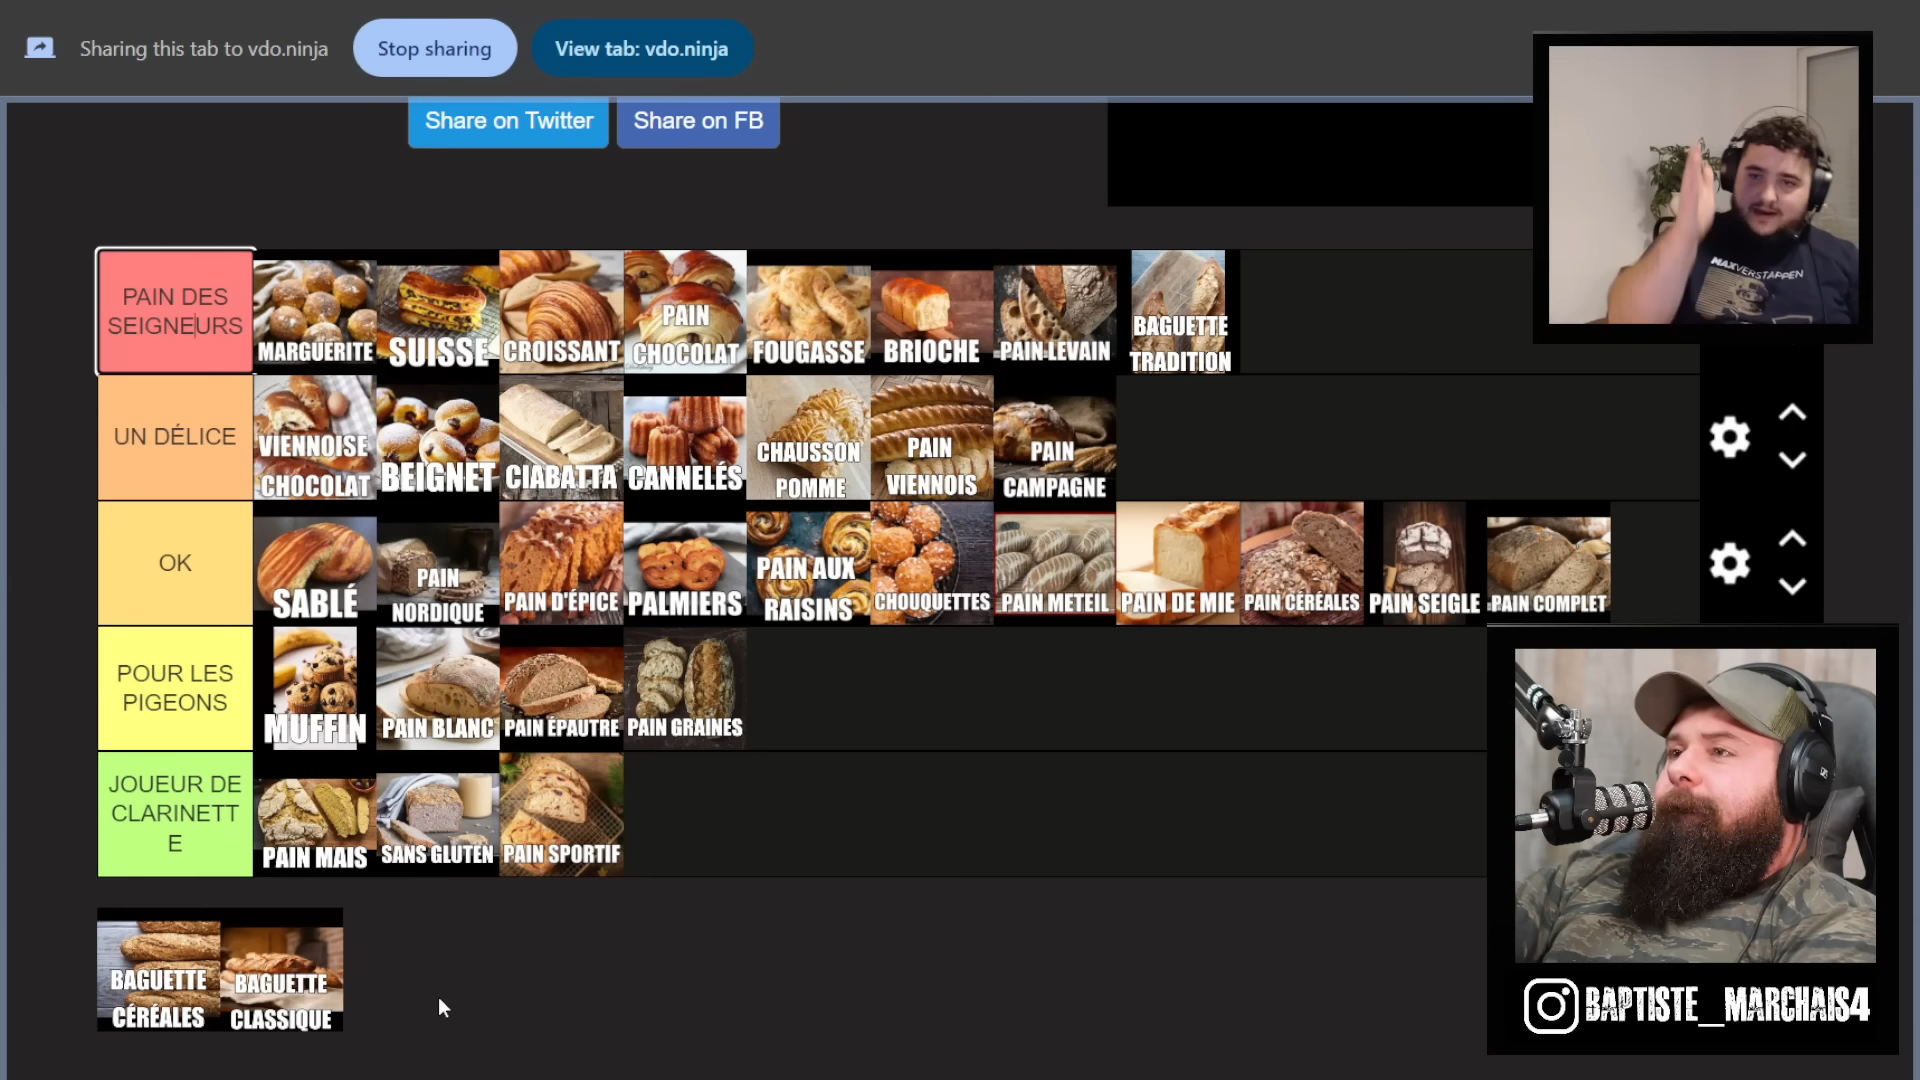 Sharing this tab to vdo.ninja
Stop sharing
View tab: vdo.ninja
Share on Twitter
Share on FB
MAXVERSTAPPEN
PAIN DES
SEIGNEURS
MARGUERITE
SUISSE
CROISSANT
PAIN
CHOCOLAT
FOUGASSE
BRIOCHE
PAIN LEVAIN
BAGUETTE
TRADITION
UN DÉLICE
VIENNOISE
CHOCOLAT
BEIGNET
CIABATTA
CANNELÉS
CHAUSSON
POMME
PAIN
VIENNOIS
PAIN
CAMPAGNE
OK
SABLÉ
PAIN
NORDIQUE
PAIN D'ÉPICE
PALMIERS
PAIN AUX
RAISINS
CHOUQUETTES
PAIN METEIL
PAIN DE MIE
PAIN CÉRÉALES
PAIN SEIGLE
PAIN COMPLET
POUR LES
PIGEONS
MUFFIN
PAIN BLANC
PAIN ÉPAUTRE
PAIN GRAINES
JOUEUR DE
CLARINETT
E
PAIN MAIS
SANS GLUTEN
PAIN SPORTIF
BAGUETTE
CÉRÉALES
BAGUETTE
CLASSIQUE
BAPTISTE_MARCHAIS4